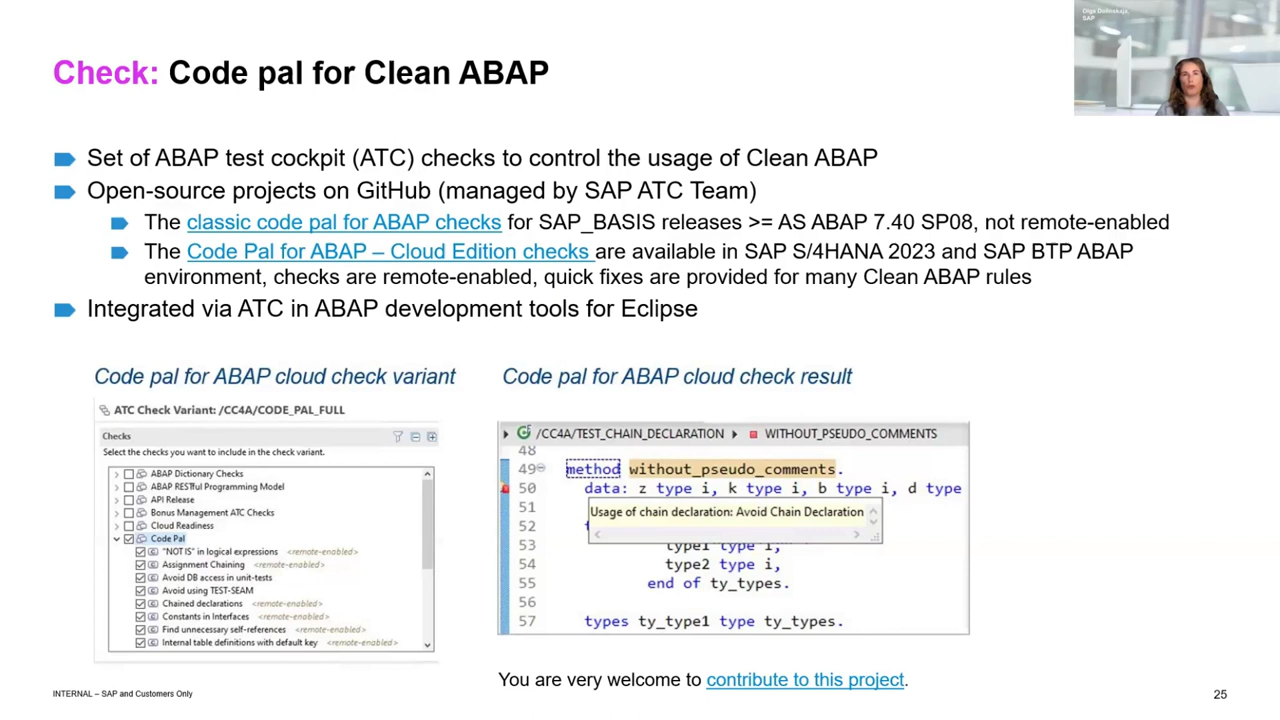 Olga Dolinskaja,
SAP
Check: Code pal for Clean ABAP
Set of ABAP test cockpit (ATC) checks to control the usage of Clean ABAP
Open-source projects on GitHub (managed by SAP ATC Team)
The classic code pal for ABAP checks for SAP_BASIS releases >= AS ABAP 7.40 SP08, not remote-enabled
The Code Pal for ABAP – Cloud Edition checks are available in SAP S/4HANA 2023 and SAP BTP ABAP
environment, checks are remote-enabled, quick fixes are provided for many Clean ABAP rules
Integrated via ATC in ABAP development tools for Eclipse
Code pal for ABAP cloud check variant
ATC Check Variant: /CC4A/CODE_PAL_FULL
Checks
Select the checks you want to include in the check variant.
ABAP Dictionary Checks
ABAP RESTful Programming Model
API Release
Bonus Management ATC Checks
Cloud Readiness
Code Pal
"NOT IS" in logical expressions <remote-enabled>
Assignment Chaining <remote-enabled>
Avoid DB access in unit-tests
Avoid using TEST-SEAM
Chained declarations <remote-enabled>
Constants in Interfaces <remote-enabled>
Find unnecessary self-references <remote-enabled>
Internal table definitions with default key <remote-enabled>
Code pal for ABAP cloud check result
/CC4A/TEST_CHAIN_DECLARATION WITHOUT_PSEUDO_COMMENTS
48
49 method without_pseudo_comments.
50 data: z type i, k type i, b type i, d type
51 Usage of chain declaration: Avoid Chain Declaration
52 t
53 type1 type i,
54 type2 type i,
55 end of ty_types.
56
57 types ty_type1 type ty_types.
You are very welcome to contribute to this project.
INTERNAL – SAP and Customers Only
25